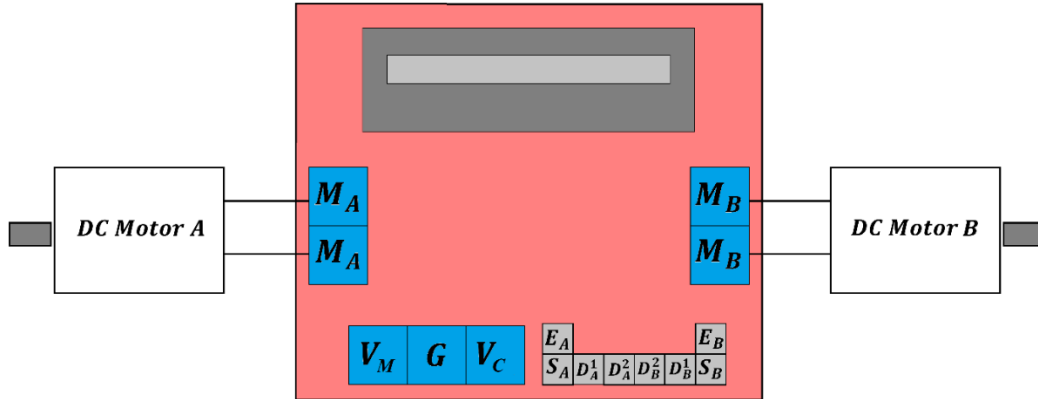 M_A M_B
DC Motor A DC Motor B
M_A M_B
E_A E_B
V_M G V_C
S_A D_A^1 D_A^2 D_B^2 D_B^1 S_B